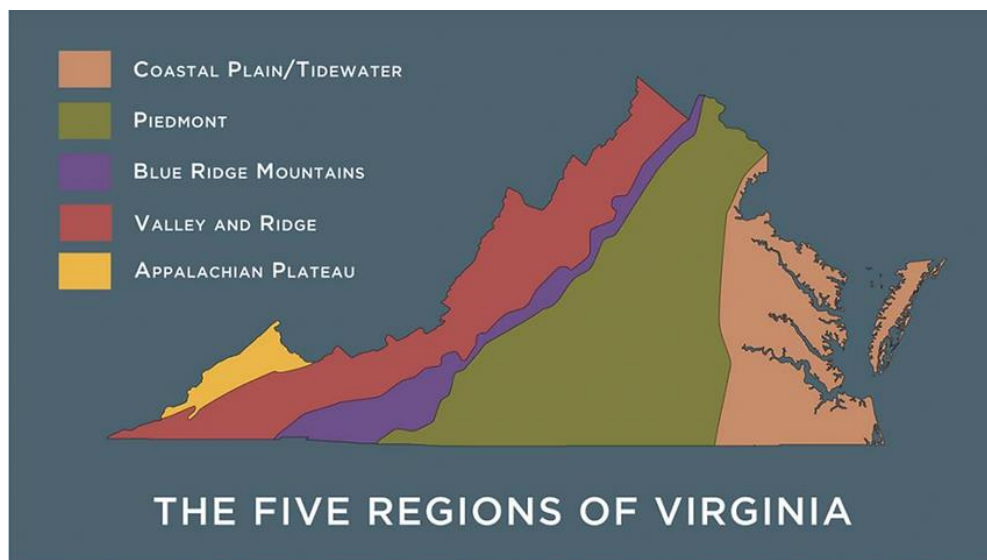 Coastal Plain/Tidewater
Piedmont
Blue Ridge Mountains
Valley and Ridge
Appalachian Plateau
THE FIVE REGIONS OF VIRGINIA